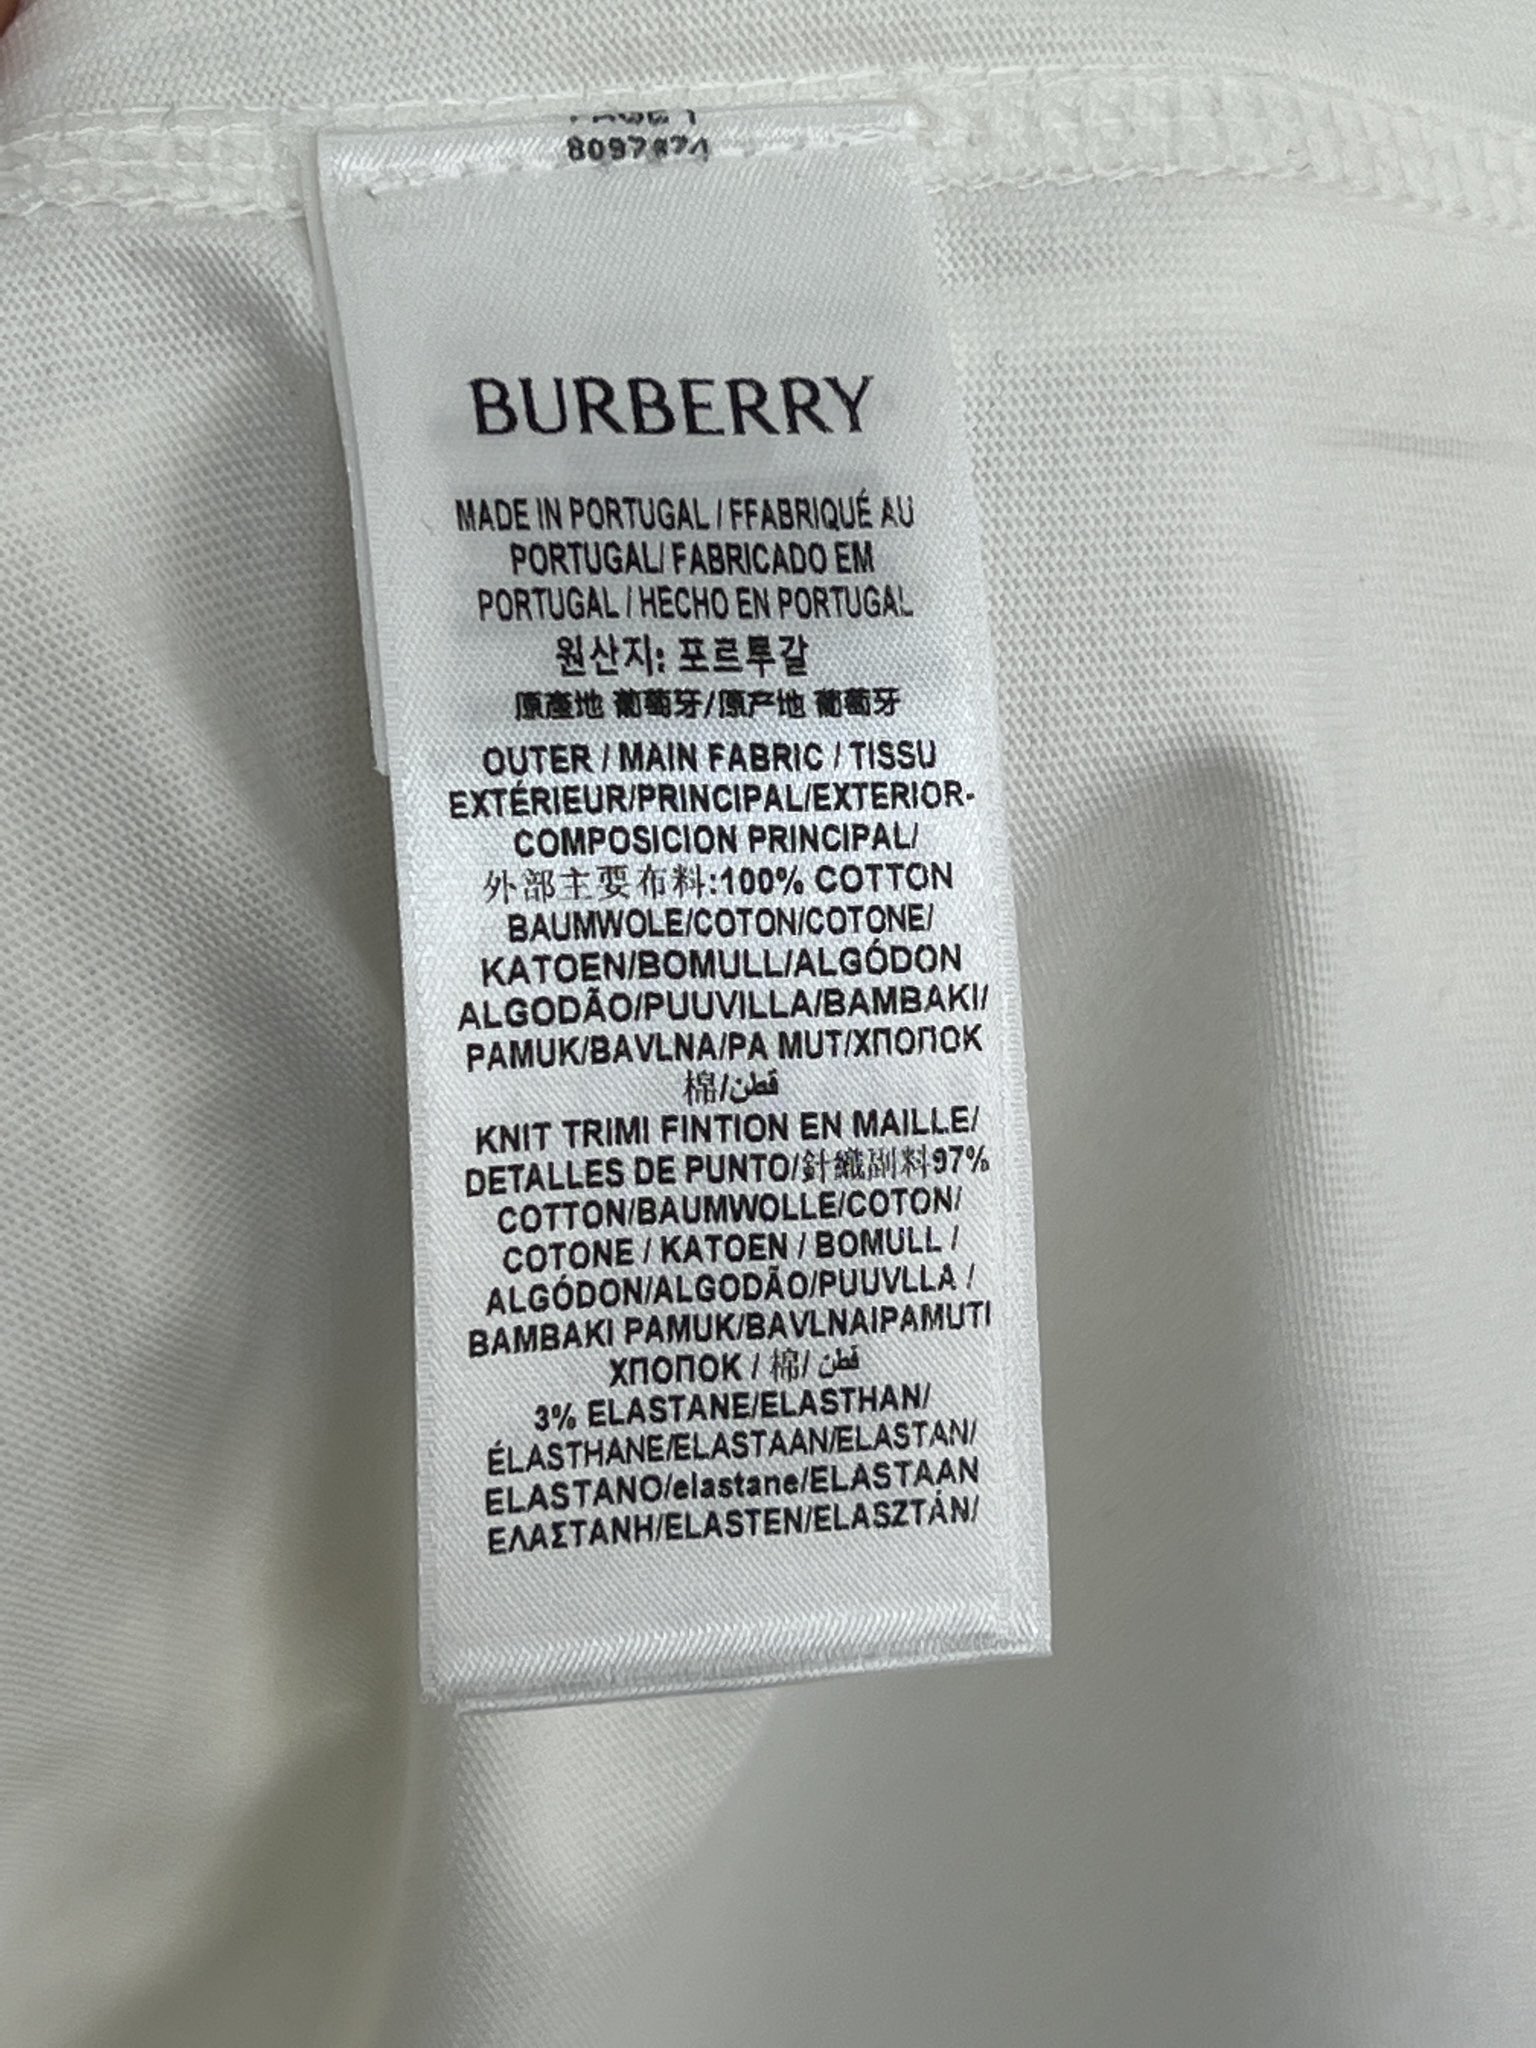 BURBERRY
MADE IN PORTUGAL / FFABRIQUÉ AU
PORTUGAL/ FABRICADO EM
PORTUGAL / HECHO EN PORTUGAL
원산지: 포르투갈
原產地 葡萄牙/原产地 葡萄牙
OUTER / MAIN FABRIC / TISSU
EXTÉRIEUR/PRINCIPAL/EXTERIOR-
COMPOSICION PRINCIPAL/
外部主要布料:100% COTTON
BAUMWOLE/COTON/COTONE/
KATOEN/BOMULL/ALGÓDON
ALGODÃO/PUUVILLA/BAMBAKI/
PAMUK/BAVLNA/PA MUT/XΠOΠOK
棉/قطن
KNIT TRIMI FINTION EN MAILLE/
DETALLES DE PUNTO/針織副料97%
COTTON/BAUMWOLLE/COTON/
COTONE / KATOEN / BOMULL /
ALGÓDON/ALGODÃO/PUUVLLA /
BAMBAKI PAMUK/BAVLNAIPAMUTI
XΠOΠOK / 棉/ قطن
3% ELASTANE/ELASTHAN/
ÉLASTHANE/ELASTAAN/ELASTAN/
ELASTANO/elastane/ELASTAAN
ΕΛΑΣΤΑΝΗ/ELASTEN/ELASZTÁN/